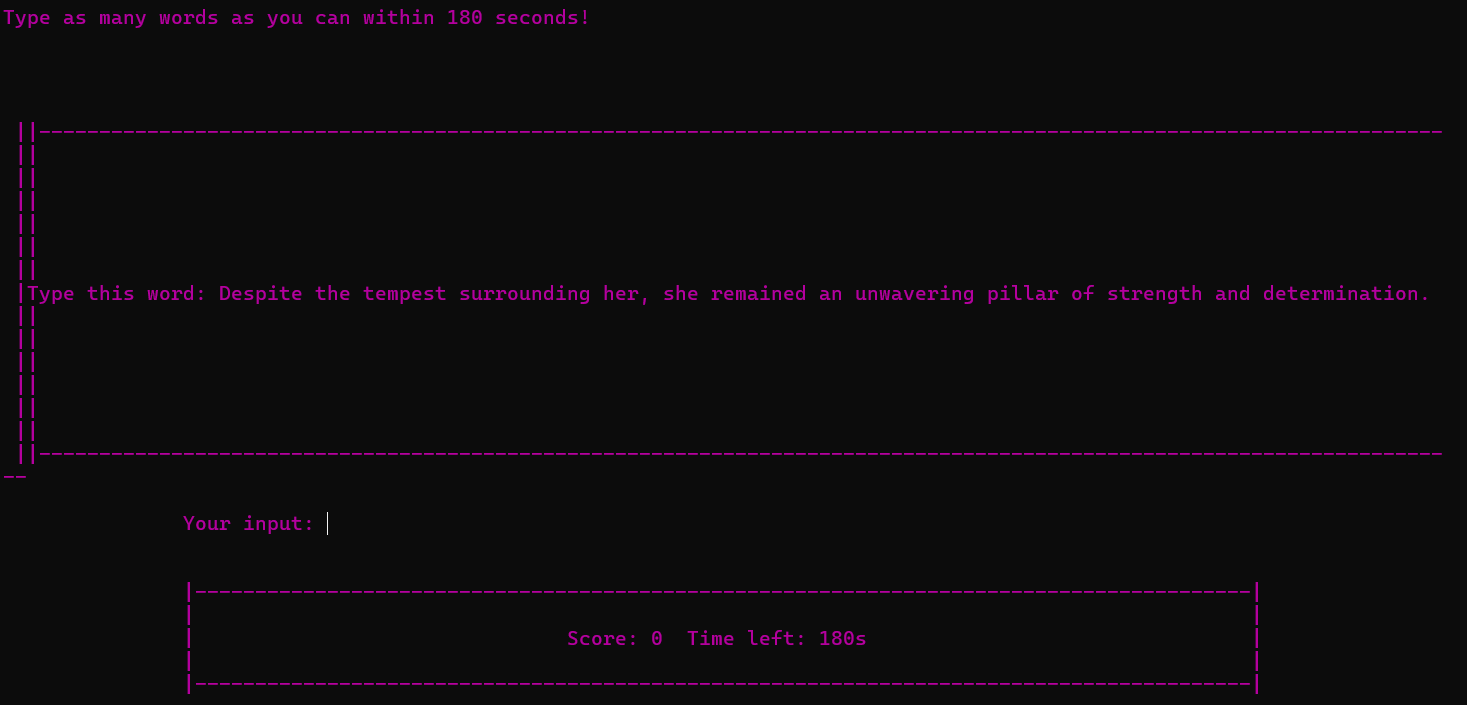 Type as many words as you can within 180 seconds!
Type this word: Despite the tempest surrounding her, she remained an unwavering pillar of strength and determination.
Your input:
Score: 0  Time left: 180s